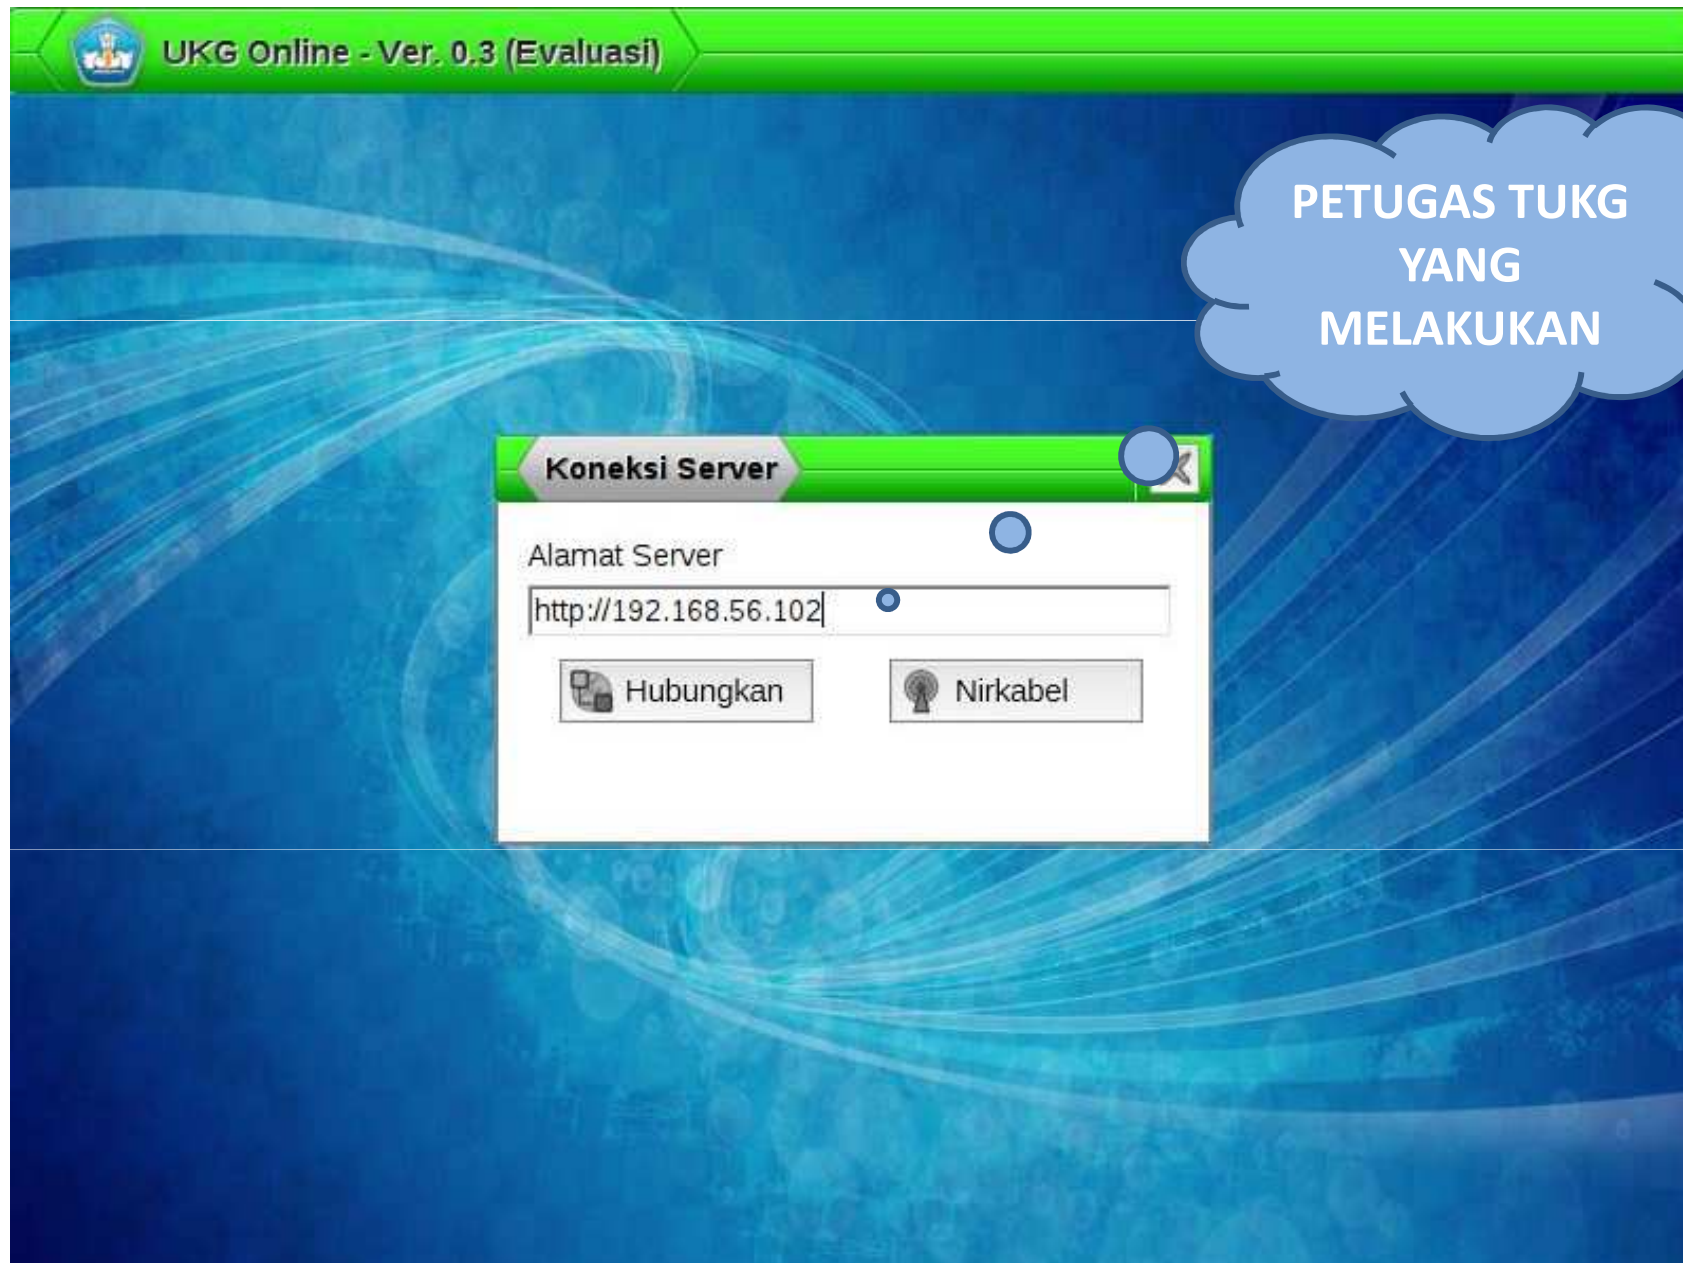 UKG Online - Ver. 0.3 (Evaluasi)
PETUGAS TUKG
YANG
MELAKUKAN
Koneksi Server
Alamat Server
http://192.168.56.102
Hubungkan
Nirkabel